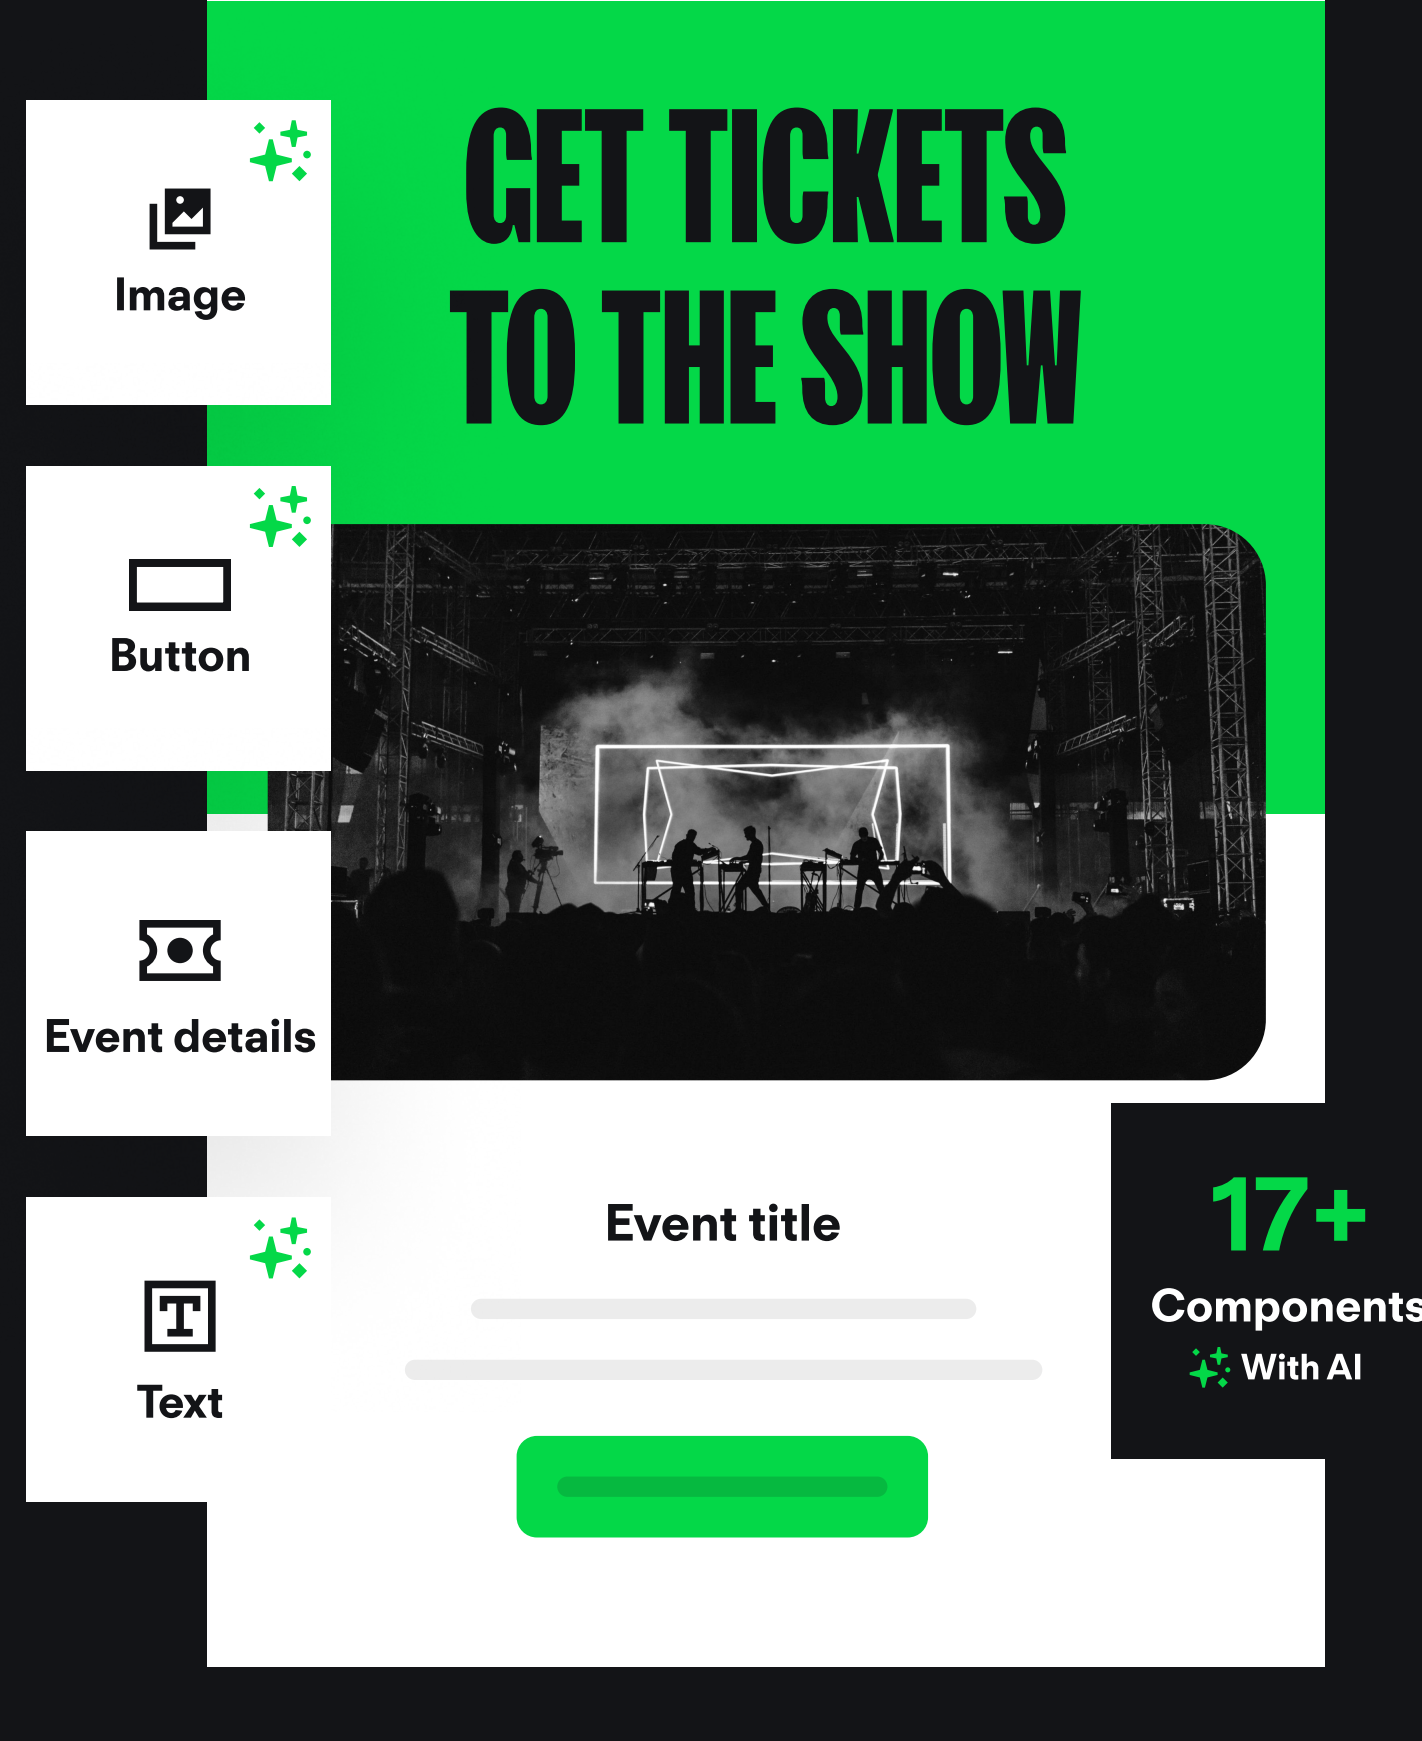 GET TICKETS
TO THE SHOW
Image
Button
Event details
Text
Event title
17+
Components
With AI